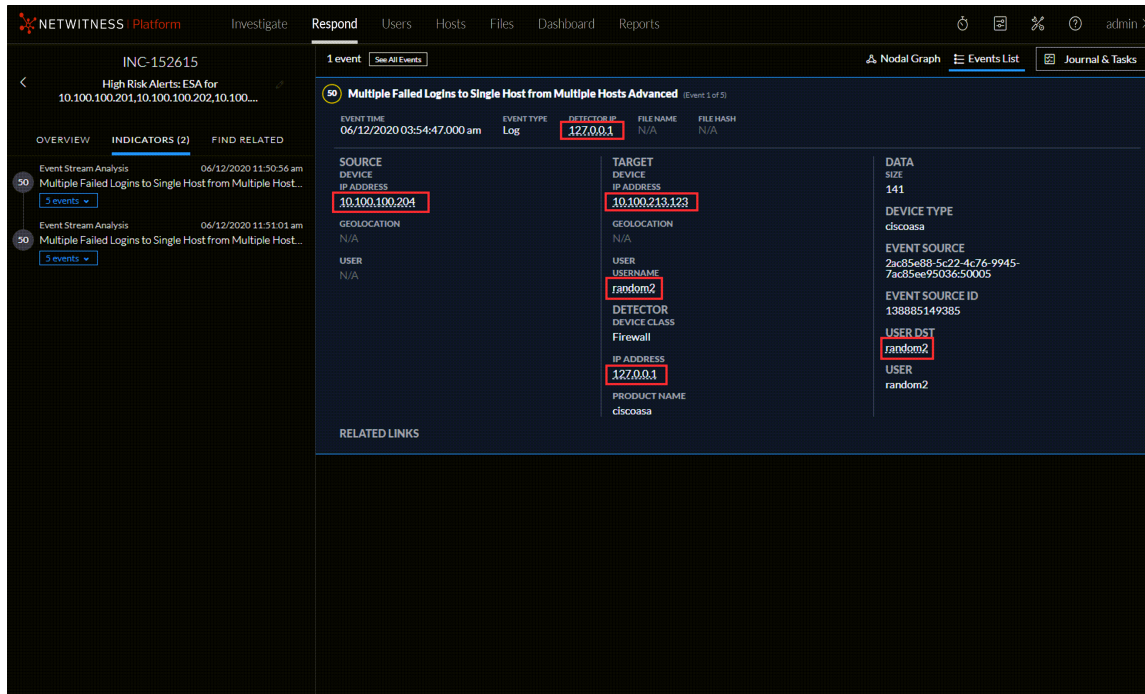 NETWITNESS Platform Investigate Respond Users Hosts Files Dashboard Reports admin
INC-152615
High Risk Alerts: ESA for
10.100.100.201,10.100.100.202,10.100....
OVERVIEW INDICATORS (2) FIND RELATED
Event Stream Analysis 06/12/2020 11:50:56 am
50 Multiple Failed Logins to Single Host from Multiple Host...
5 events
Event Stream Analysis 06/12/2020 11:51:01 am
50 Multiple Failed Logins to Single Host from Multiple Host...
5 events
1 event See All Events Nodal Graph Events List Journal & Tasks
50 Multiple Failed Logins to Single Host from Multiple Hosts Advanced (Event 1 of 5)
EVENT TIME EVENT TYPE DETECTOR IP FILE NAME FILE HASH
06/12/2020 03:54:47.000 am Log 127.0.0.1 N/A N/A
SOURCE
DEVICE
IP ADDRESS
10.100.100.204
GEOLOCATION
N/A
USER
N/A
TARGET
DEVICE
IP ADDRESS
10.100.213.123
GEOLOCATION
N/A
USER
USERNAME
random2
DETECTOR
DEVICE CLASS
Firewall
IP ADDRESS
127.0.0.1
PRODUCT NAME
ciscoasa
DATA
SIZE
141
DEVICE TYPE
ciscoasa
EVENT SOURCE
2ac85e88-5c22-4c76-9945-
7ac85ee95036:50005
EVENT SOURCE ID
138885149385
USER DST
random2
USER
random2
RELATED LINKS